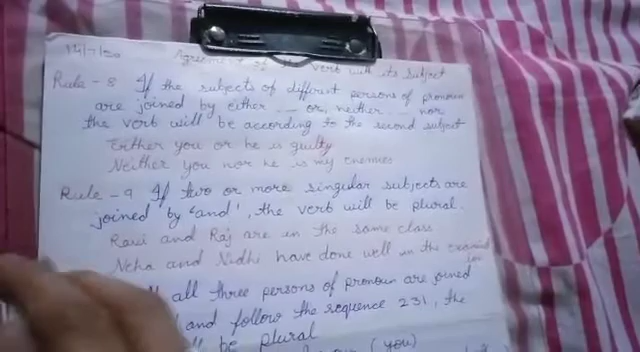 14/7/20
Agreement of the Verb with its Subject
Rule - 8 If the subjects of different persons of pronoun
are joined by either ... or, neither ... nor
the verb will be according to the second subject
Either you or he is guilty
Neither you nor he is my enemies
Rule - 9 If two or more singular subjects are
joined by 'and', the verb will be plural.
Ravi and Raj are in the same class
Neha and Nidhi have done well in the
all three persons of pronoun are joined
and follow the sequence 231, the
be plural
(you)